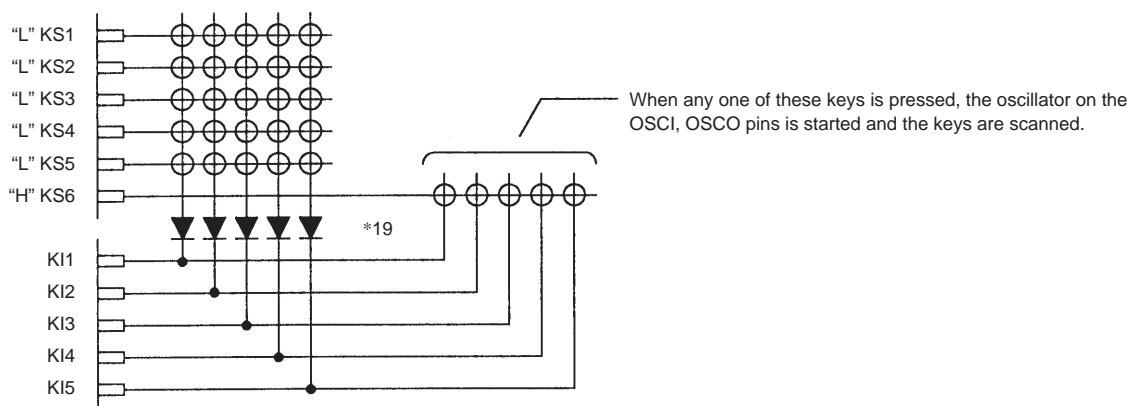 “L” KS1
“L” KS2
“L” KS3
“L” KS4
“L” KS5
“H” KS6
When any one of these keys is pressed, the oscillator on the
OSCI, OSCO pins is started and the keys are scanned.
*19
KI1
KI2
KI3
KI4
KI5